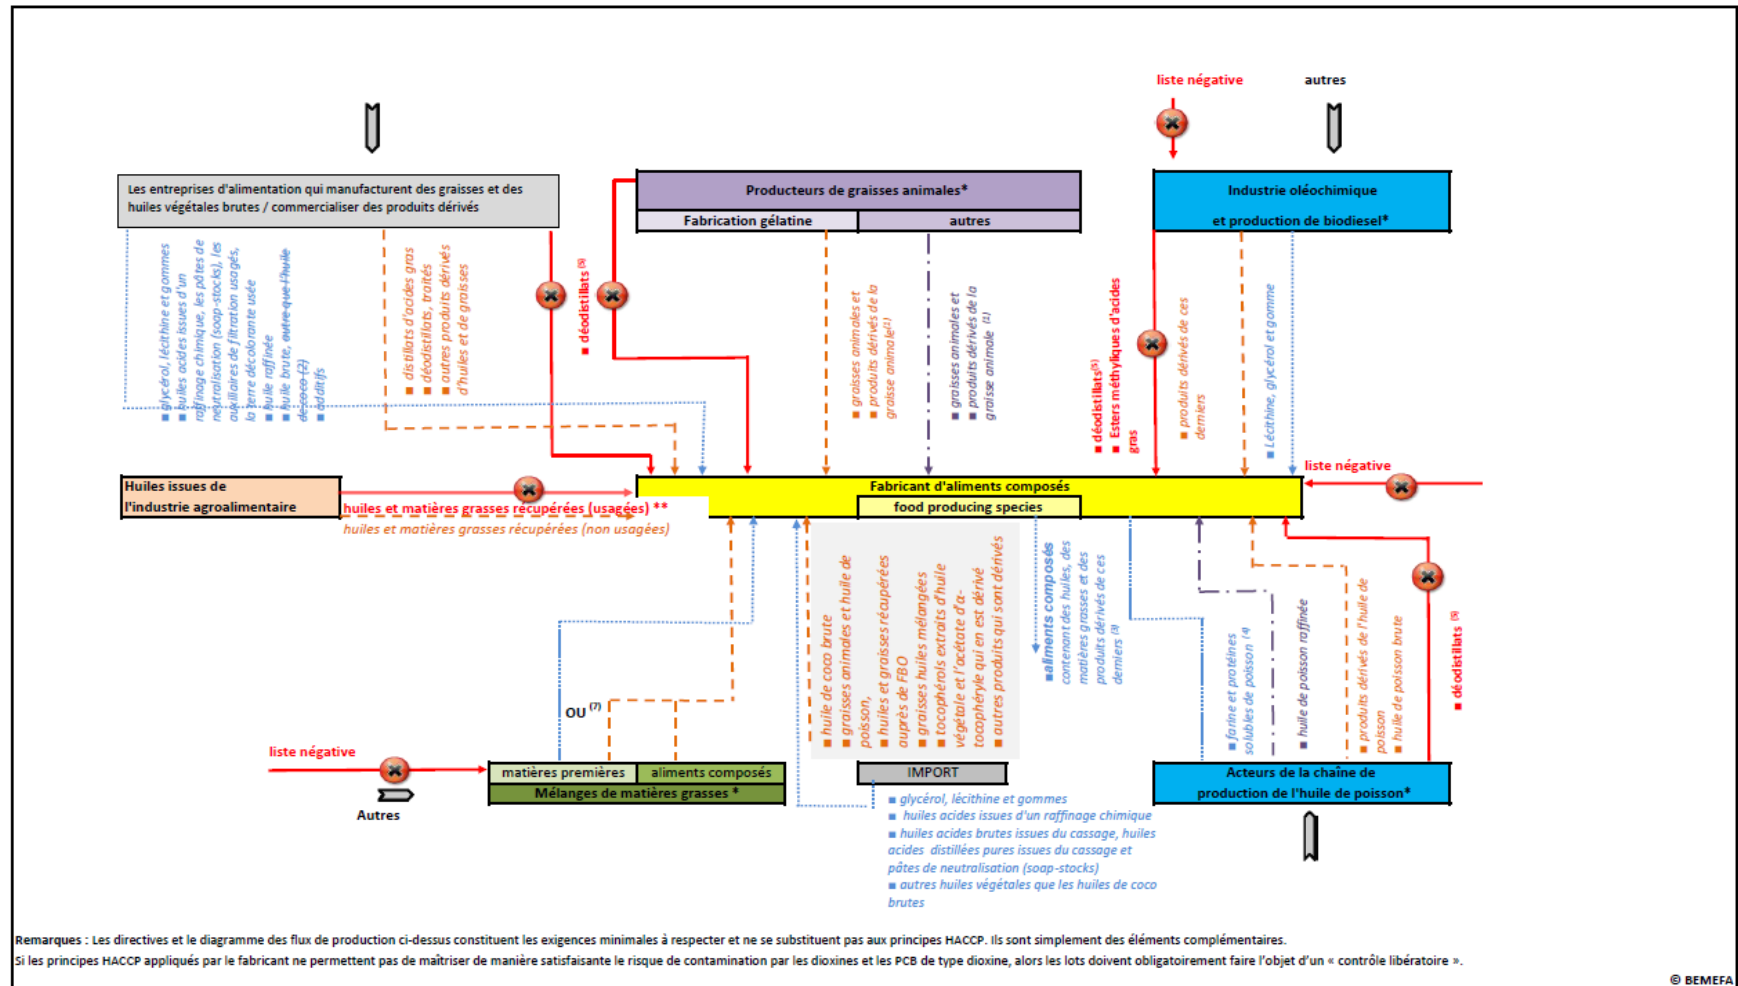 liste négative
autres
Les entreprises d'alimentation qui manufacturent des graisses et des
huiles végétales brutes / commercialiser des produits dérivés
Producteurs de graisses animales*
Fabrication gélatine
autres
Industrie oléochimique
et production de biodiesel*
■ glycérol, lécithine et gommes
■ huiles acides issues d'un
raffinage chimique, les pâtes de
neutralisation (soap-stocks), les
auxiliaires de filtration usagés,
la terre décolorante usée
■ huile raffinée
■ huile brute, autre que l'huile
de coco (2)
■ additifs
■ distillats d'acides gras
■ déodistillats, traités
■ autres produits dérivés
d'huiles et de graisses
■ déodistillats (5)
■ graisses animales et
■ produits dérivés de la
graisse animale(1)
■ graisses animales et
■ produits dérivés de la
graisse animale (1)
■ déodistillats(5)
■ Esters méthyliques d'acides
gras
■ produits dérivés de ces
derniers
■ Lécithine, glycérol et gomme
Huiles issues de
l'industrie agroalimentaire
huiles et matières grasses récupérées (usagées) **
huiles et matières grasses récupérées (non usagées)
Fabricant d'aliments composés
food producing species
liste négative
■ huile de coco brute
■ graisses animales et huile de
poisson,
■ huiles et graisses récupérées
auprès de FBO
■ graisses huiles mélangées
■ tocophérols extraits d'huile
végétale et l'acétate d'α-
tocophéryle qui en est dérivé
■ autres produits qui sont dérivés
■ aliments composés
contenant des huiles, des
matières grasses et des
produits dérivés de ces
derniers (3)
■ farine et protéines
solubles de poisson (4)
■ huile de poisson raffinée
■ produits dérivés de l'huile de
poisson
■ huile de poisson brute
■ déodistillats (5)
OU (7)
liste négative
Autres
matières premières
aliments composés
Mélanges de matières grasses *
IMPORT
■ glycérol, lécithine et gommes
■ huiles acides issues d'un raffinage chimique
■ huiles acides brutes issues du cassage, huiles
acides distillées pures issues du cassage et
pâtes de neutralisation (soap-stocks)
■ autres huiles végétales que les huiles de coco
brutes
Acteurs de la chaîne de
production de l'huile de poisson*
Remarques : Les directives et le diagramme des flux de production ci-dessus constituent les exigences minimales à respecter et ne se substituent pas aux principes HACCP. Ils sont simplement des éléments complémentaires.
Si les principes HACCP appliqués par le fabricant ne permettent pas de maîtriser de manière satisfaisante le risque de contamination par les dioxines et les PCB de type dioxine, alors les lots doivent obligatoirement faire l'objet d'un « contrôle libératoire ».
© BEMEFA